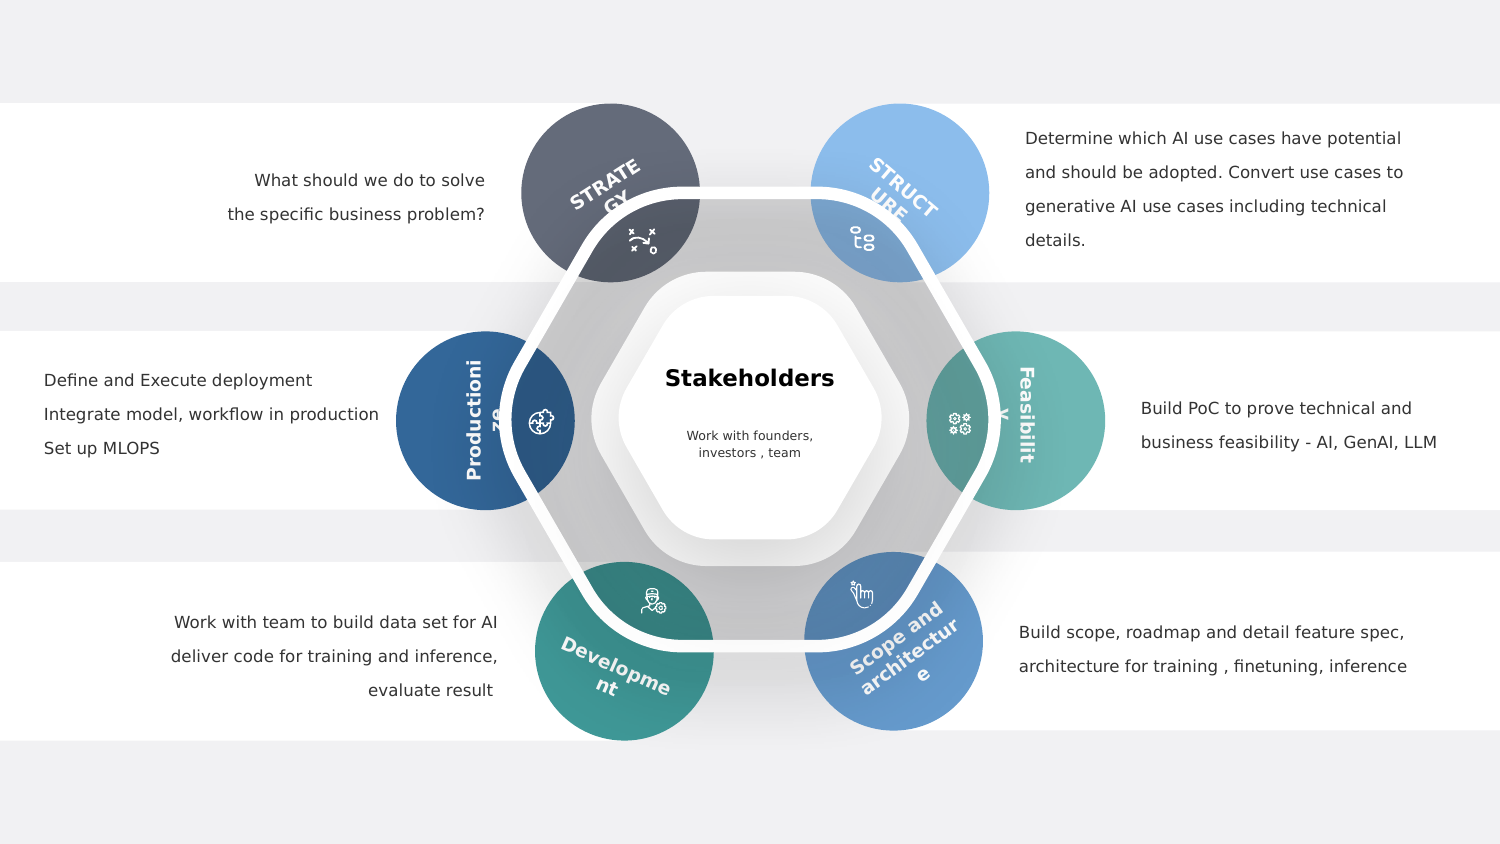 STRATE
GY
What should we do to solve
the specific business problem?
STRUCT
URE
Determine which AI use cases have potential
and should be adopted. Convert use cases to
generative AI use cases including technical
details.
Define and Execute deployment
Integrate model, workflow in production
Set up MLOPS
Productioni
ze
Stakeholders
Work with founders,
investors , team
Feasibilit
y
Build PoC to prove technical and
business feasibility - AI, GenAI, LLM
Work with team to build data set for AI
deliver code for training and inference,
evaluate result
Developme
nt
Scope and
architectur
e
Build scope, roadmap and detail feature spec,
architecture for training , finetuning, inference